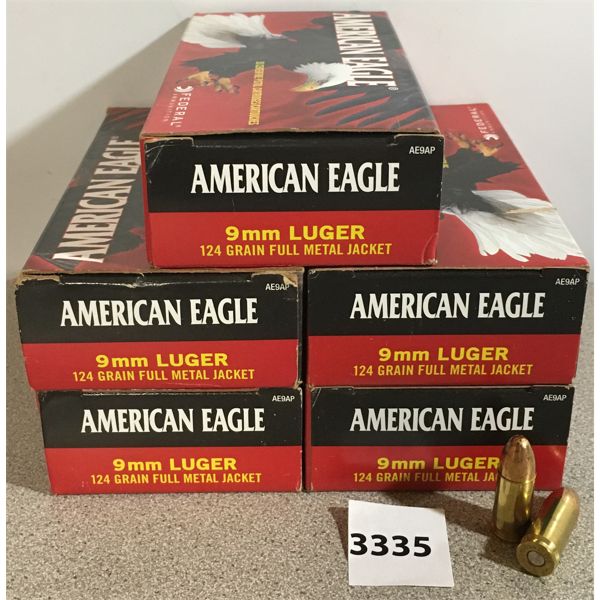 AMERICAN EAGLE®
FEDERAL
AMMUNITION
AE9AP
AMERICAN EAGLE
9mm LUGER
124 GRAIN FULL METAL JACKET
AMERICAN EAGLE
FEDERAL
AE9AP
AMERICAN EAGLE
9mm LUGER
124 GRAIN FULL METAL JACKET
AE9AP
AMERICAN EAGLE
9mm LUGER
124 GRAIN FULL METAL JACKET
AE9AP
AMERICAN EAGLE
9mm LUGER
124 GRAIN FULL METAL JACKET
AE9AP
AMERICAN EAGLE
9mm LUGER
124 GRAIN FULL METAL JACKET
3335